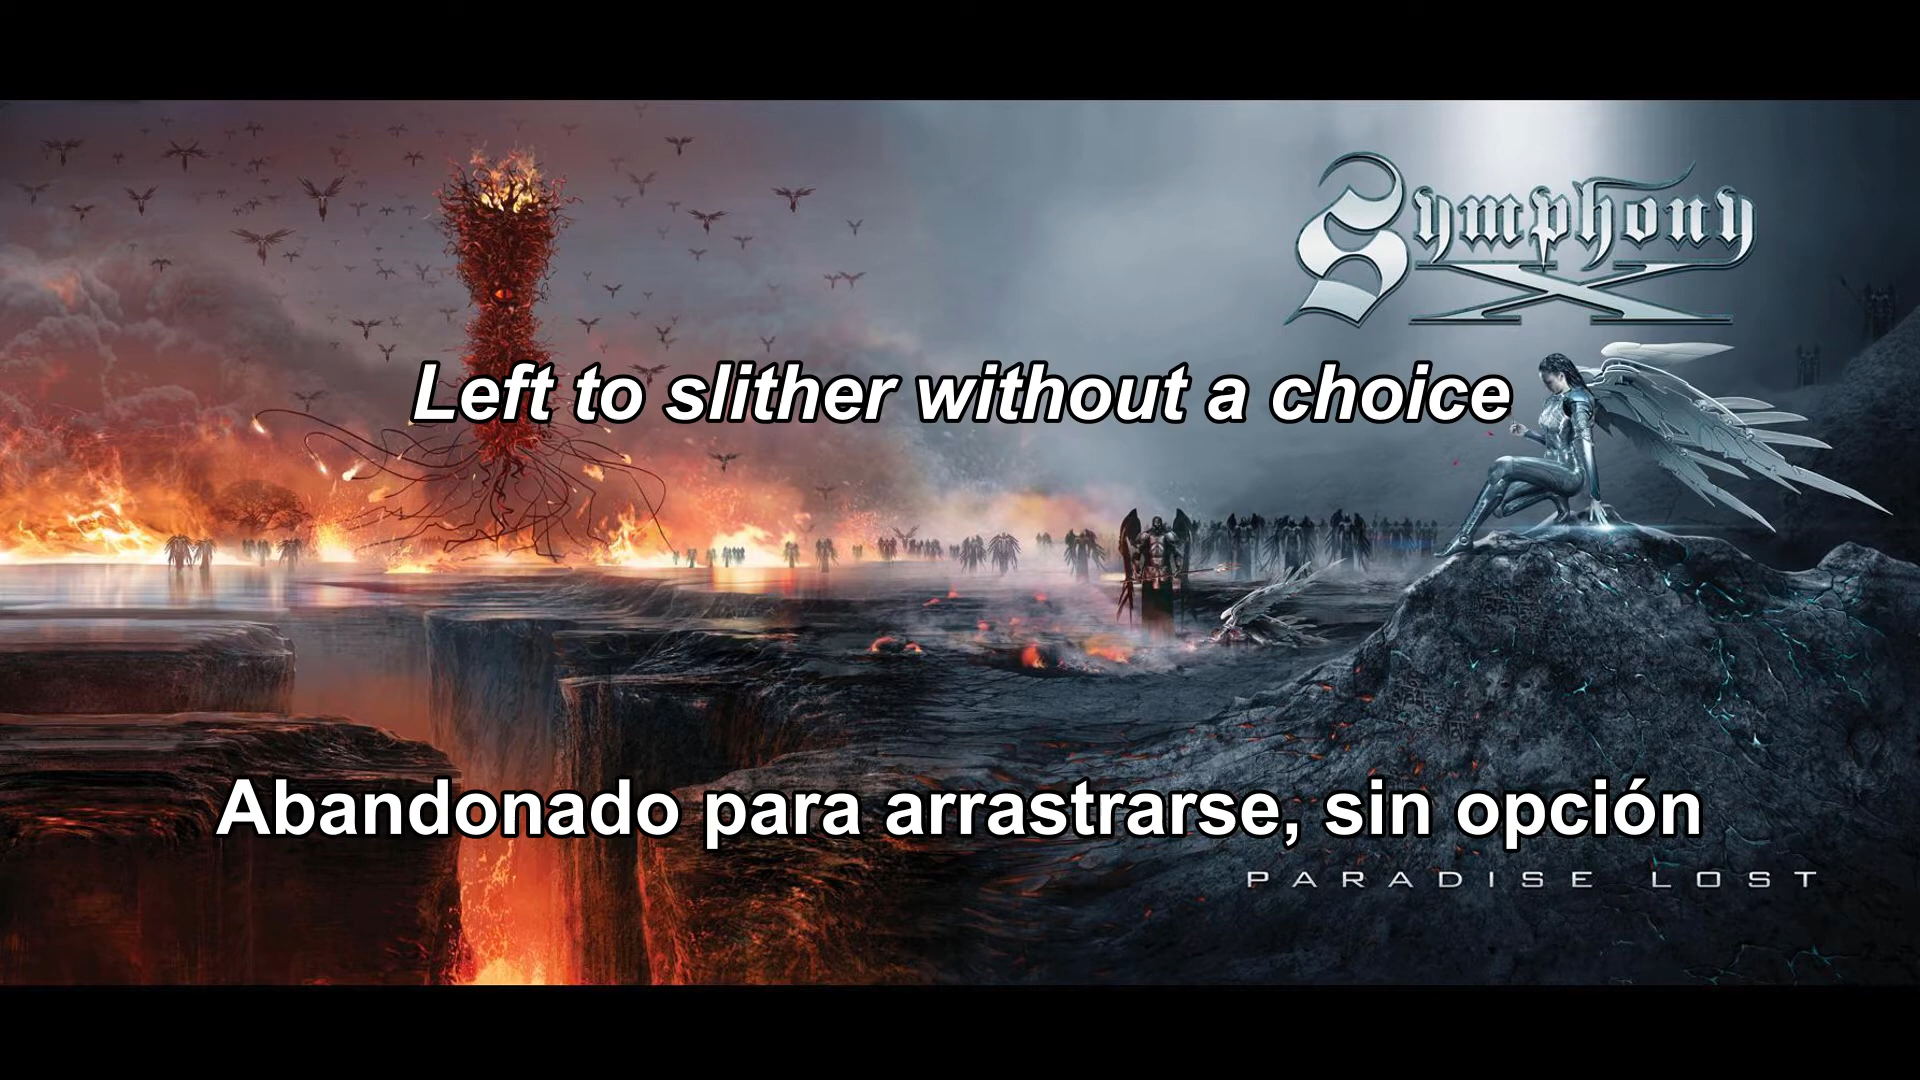 Symphony
X
Left to slither without a choice
Abandonado para arrastrarse, sin opción
PARADISE LOST